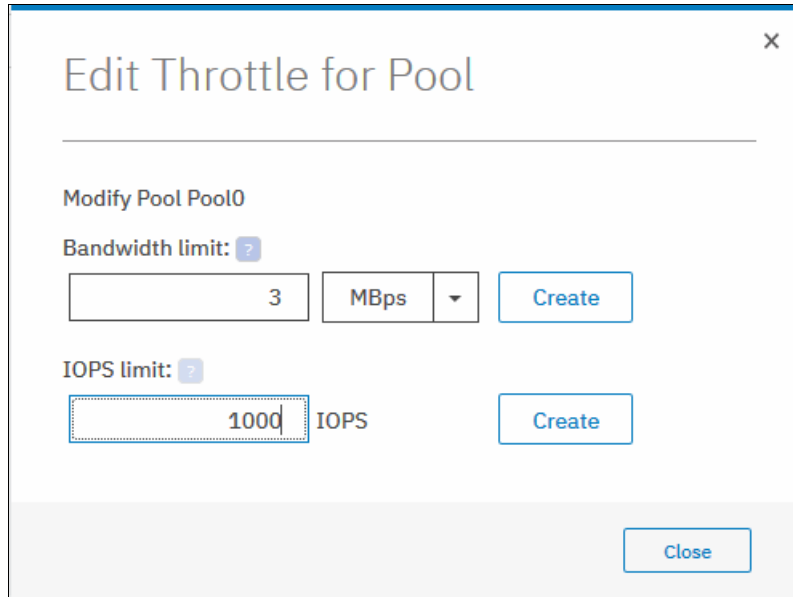 ×
Edit Throttle for Pool
Modify Pool Pool0
Bandwidth limit: ?
3 MBps Create
IOPS limit: ?
1000 IOPS Create
Close